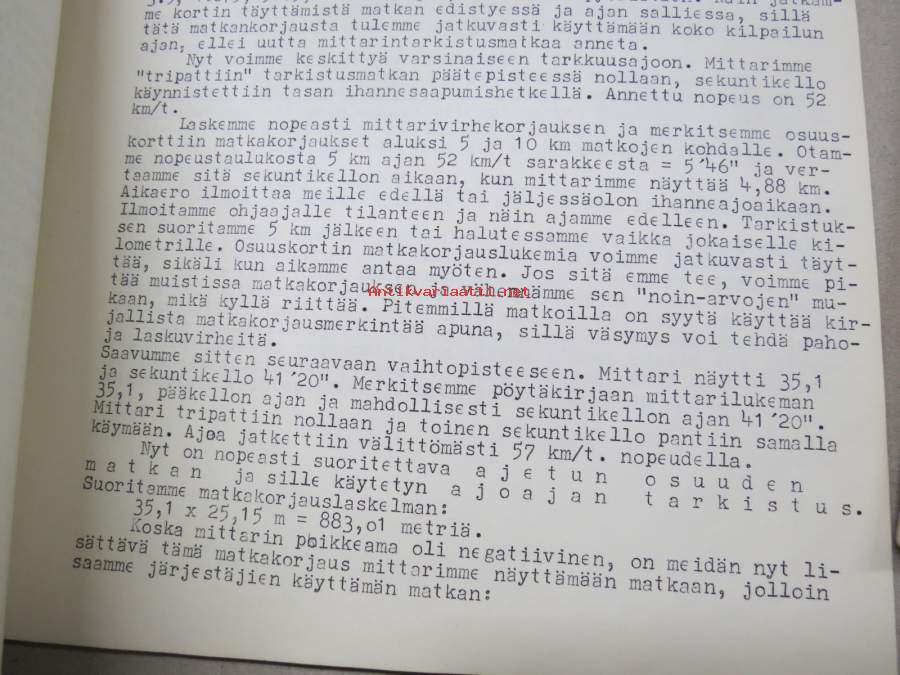 me kortin täyttämistä matkan edistyessä ja ajan salliessa, sillä
tätä matkankorjausta tulemme jatkuvasti käyttämään koko kilpailun
ajan, ellei uutta mittarintarkistusmatkaa anneta.
Nyt voimme keskittyä varsinaiseen tarkkuusajoon. Mittarimme
"tripattiin" tarkistusmatkan päätepisteessä nollaan, sekuntikello
käynnistettiin tasan ihannesaapumishetkellä. Annettu nopeus on 52
km/t.
Laskemme nopeasti mittarivirhekorjauksen ja merkitsemme osuus-
korttiin matkakorjaukset aluksi 5 ja 10 km matkojen kohdalle. Otam-
me nopeustaulukosta 5 km ajan 52 km/t sarakkeesta = 5´46" ja ver-
taamme sitä sekuntikellon aikaan, kun mittarimme näyttää 4,88 km.
Aikaero ilmoittaa meille edellä tai jäljessäolon ihanneajoaikaan.
Ilmoitamme ohjaajalle tilanteen ja näin ajamme edelleen. Tarkistuk-
sen suoritamme 5 km jälkeen tai halutessamme vaikka jokaiselle ki-
lometrille. Osuuskortin matkakorjauslukemia voimme jatkuvasti täyt-
tää, sikäli kun aikamme antaa myöten. Jos sitä emme tee, voimme pi-
tää muistissa matkakorjauksen ja vähennämme sen "noin-arvojen" mu-
antikvariaatti.net
kaan, mikä kyllä riittää. Pitemmillä matkoilla on syytä käyttää kir-
jallista matkakorjausmerkintää apuna, sillä väsymys voi tehdä paho-
ja laskuvirheitä.
Saavumme sitten seuraavaan vaihtopisteeseen. Mittari näytti 35,1
ja sekuntikello 41´20". Merkitsemme pöytäkirjaan mittarilukeman
35,1, pääkellon ajan ja mahdollisesti sekuntikellon ajan 41´20".
Mittari tripattiin nollaan ja toinen sekuntikello pantiin samalla
käymään. Ajoa jatkettiin välittömästi 57 km/t. nopeudella.
Nyt on nopeasti suoritettava a j e t u n o s u u d e n
m a t k a n ja sille käytetyn a j o a j a n t a r k i s t u s.
Suoritamme matkakorjauslaskelman:
35,1 x 25,15 m = 883,01 metriä.
Koska mittarin poikkeama oli negatiivinen, on meidän nyt li-
sättävä tämä matkakorjaus mittarimme näyttämään matkaan, jolloin
saamme järjestäjien käyttämän matkan: